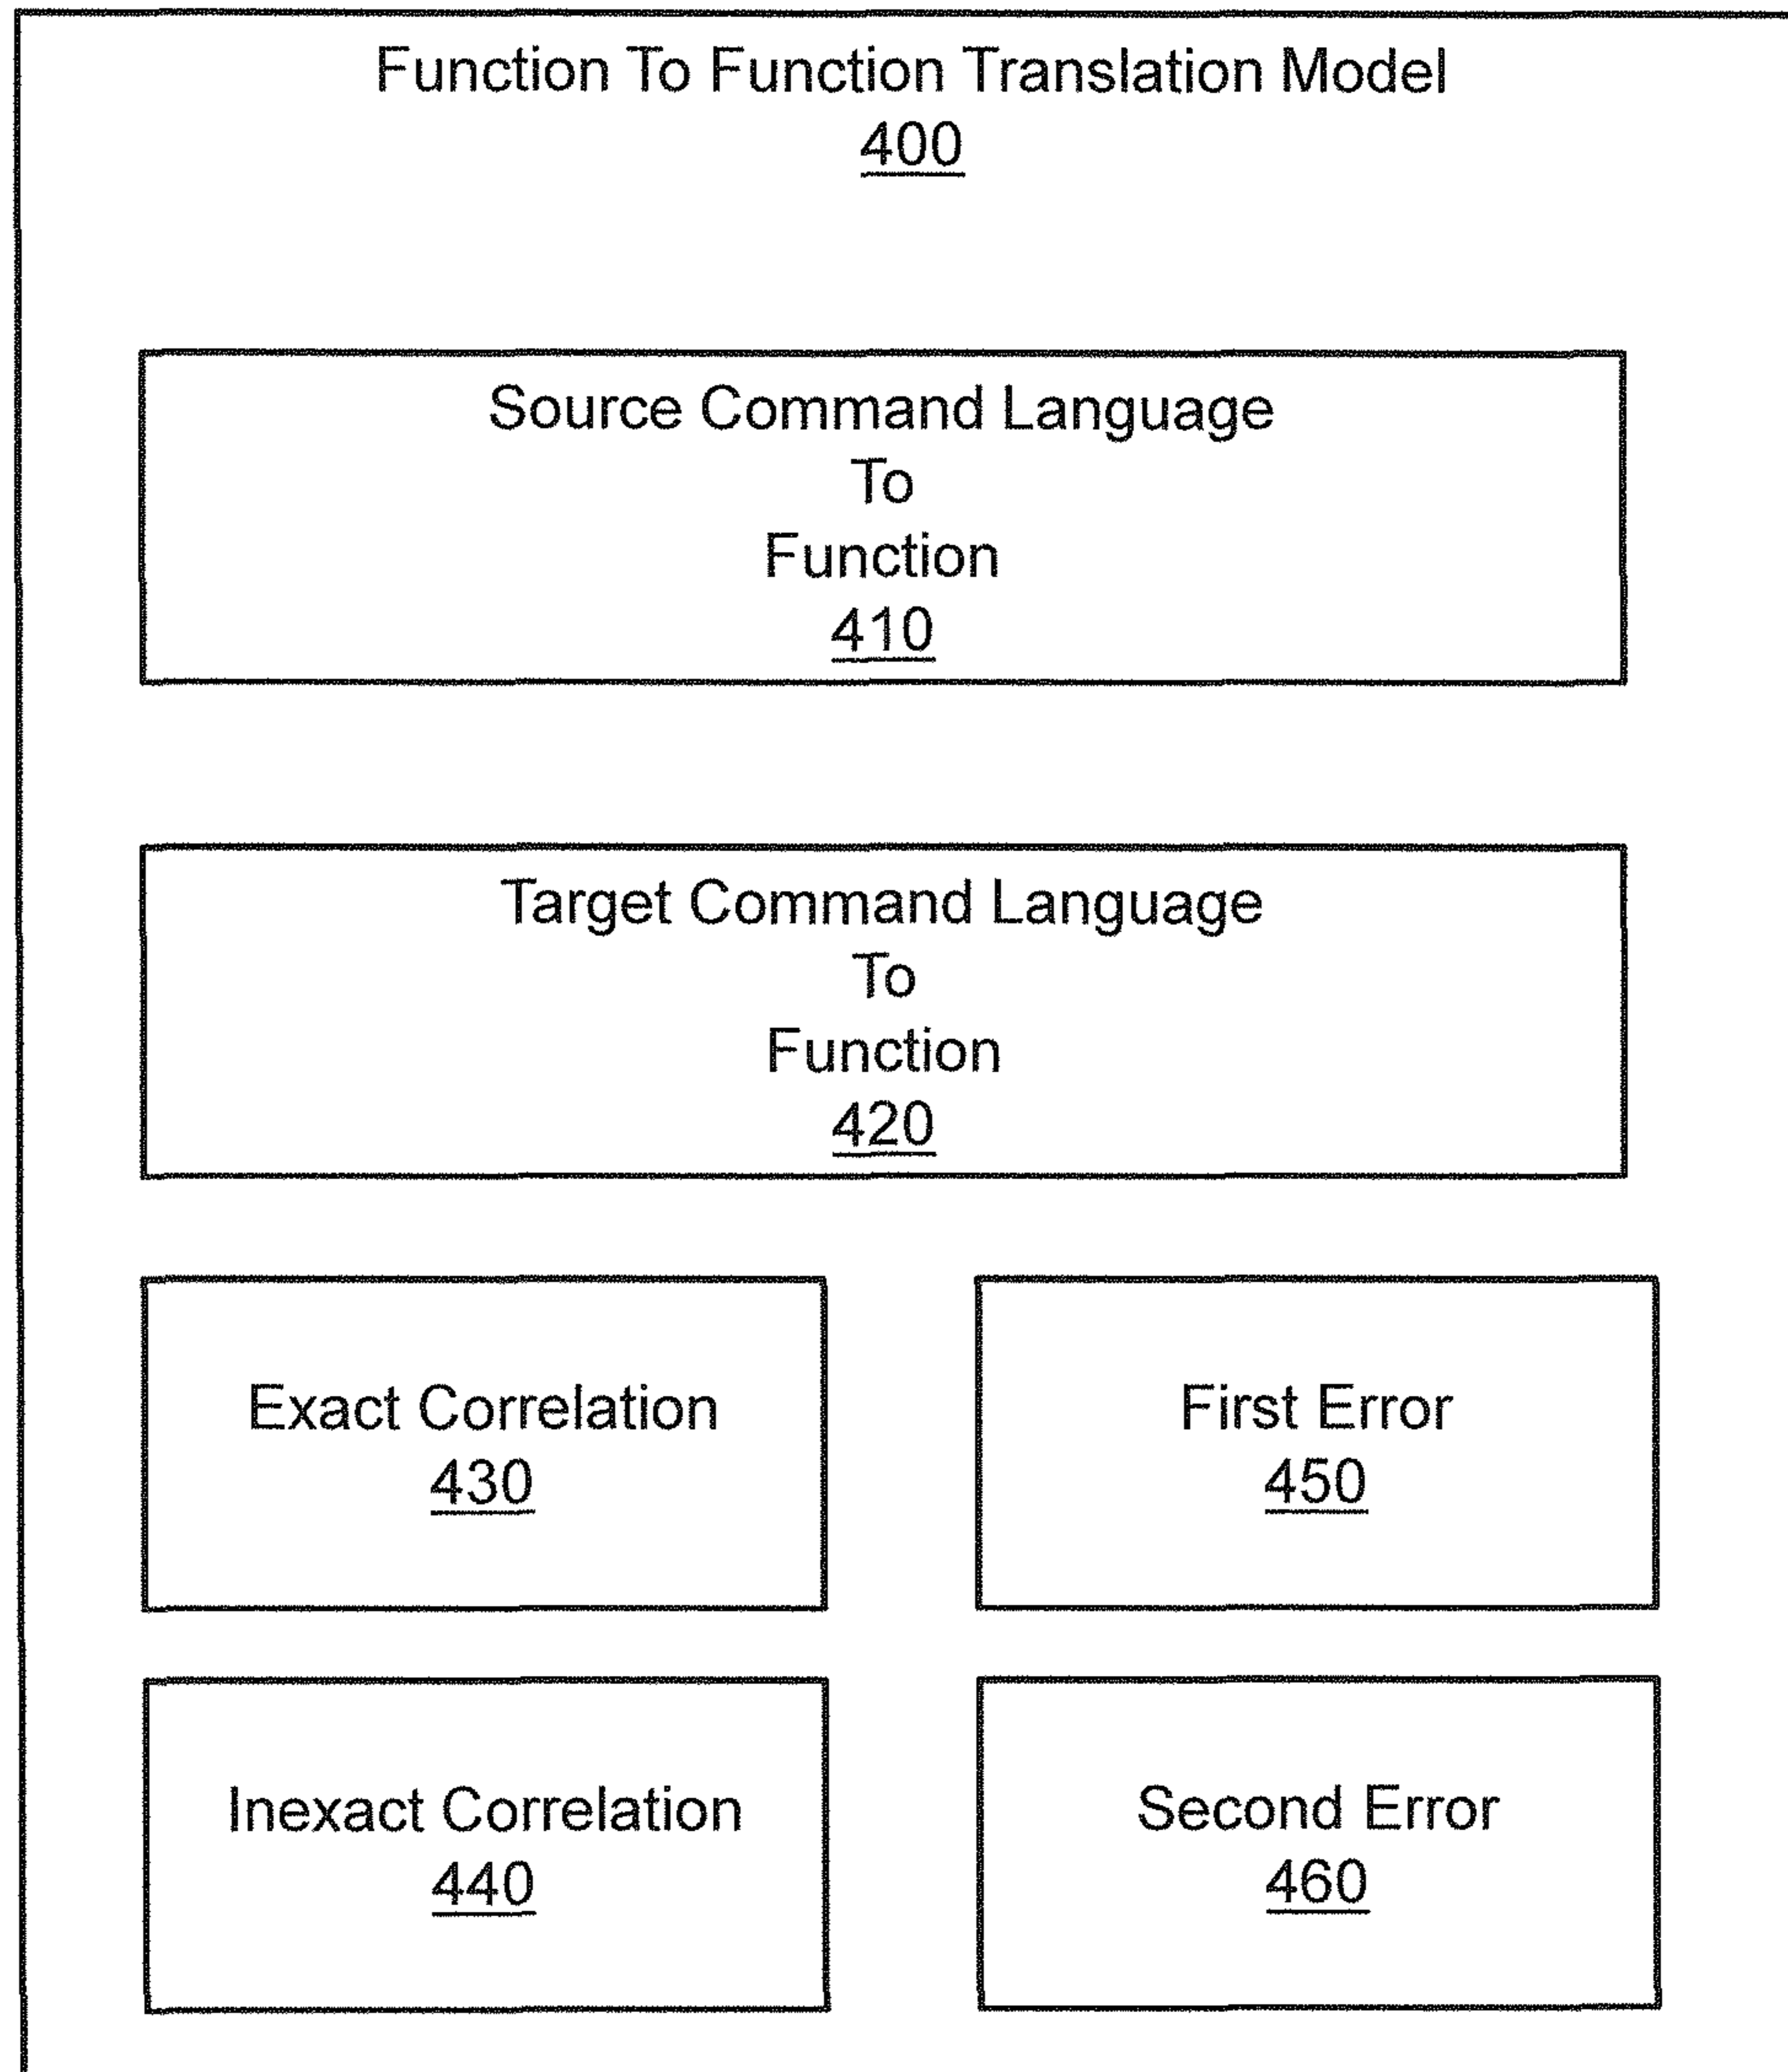 Function To Function Translation Model
400
Source Command Language
To
Function
410
Target Command Language
To
Function
420
Exact Correlation
430
First Error
450
Inexact Correlation
440
Second Error
460